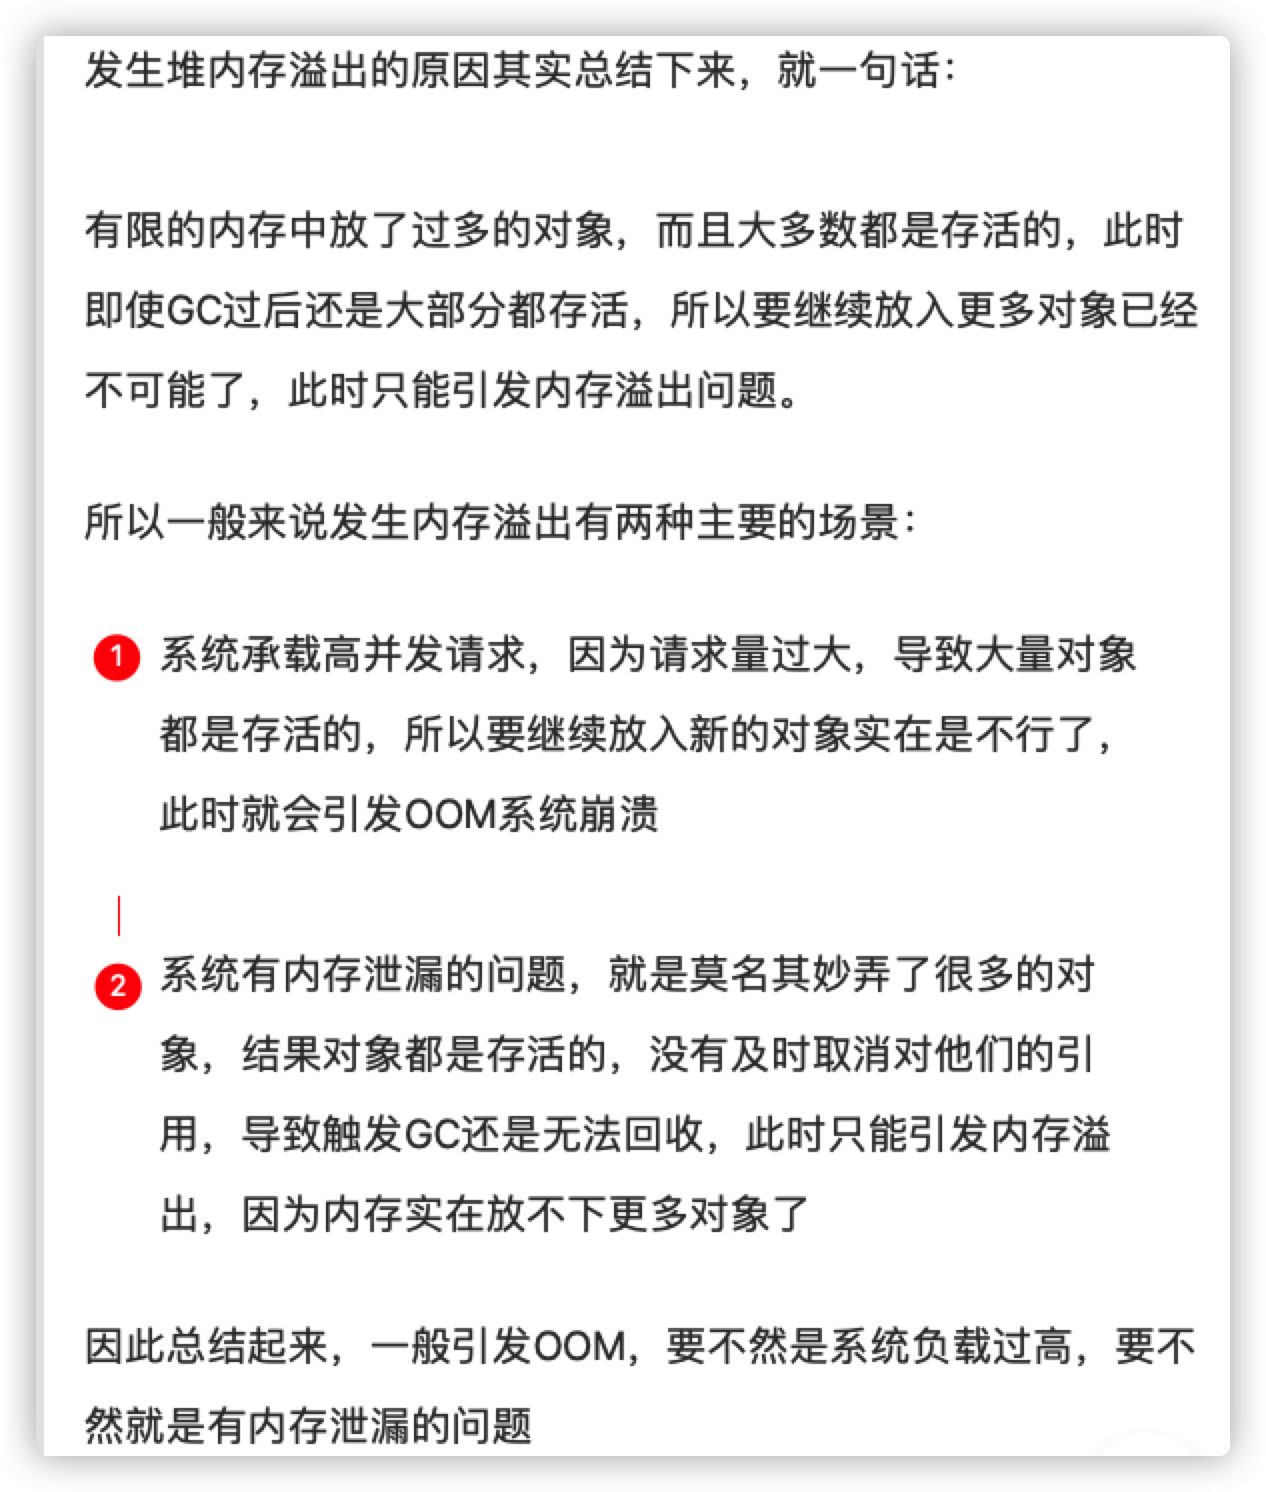 发生堆内存溢出的原因其实总结下来，就一句话：
有限的内存中放了过多的对象，而且大多数都是存活的，此时
即使GC过后还是大部分都存活，所以要继续放入更多对象已经
不可能了，此时只能引发内存溢出问题。
所以一般来说发生内存溢出有两种主要的场景：
1 系统承载高并发请求，因为请求量过大，导致大量对象
都是存活的，所以要继续放入新的对象实在是不行了，
此时就会引发OOM系统崩溃
2 系统有内存泄漏的问题，就是莫名其妙弄了很多的对
象，结果对象都是存活的，没有及时取消对他们的引
用，导致触发GC还是无法回收，此时只能引发内存溢
出，因为内存实在放不下更多对象了
因此总结起来，一般引发OOM，要不然是系统负载过高，要不
然就是有内存泄漏的问题